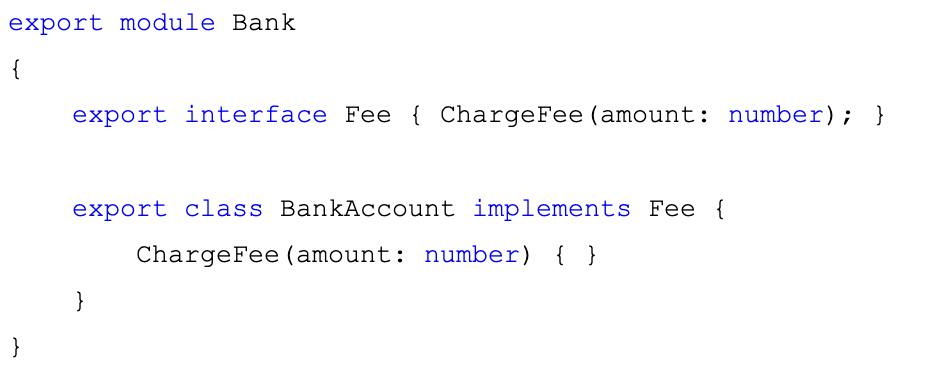 export module Bank
{
    export interface Fee { ChargeFee(amount: number); }
    export class BankAccount implements Fee {
        ChargeFee(amount: number) { }
    }
}